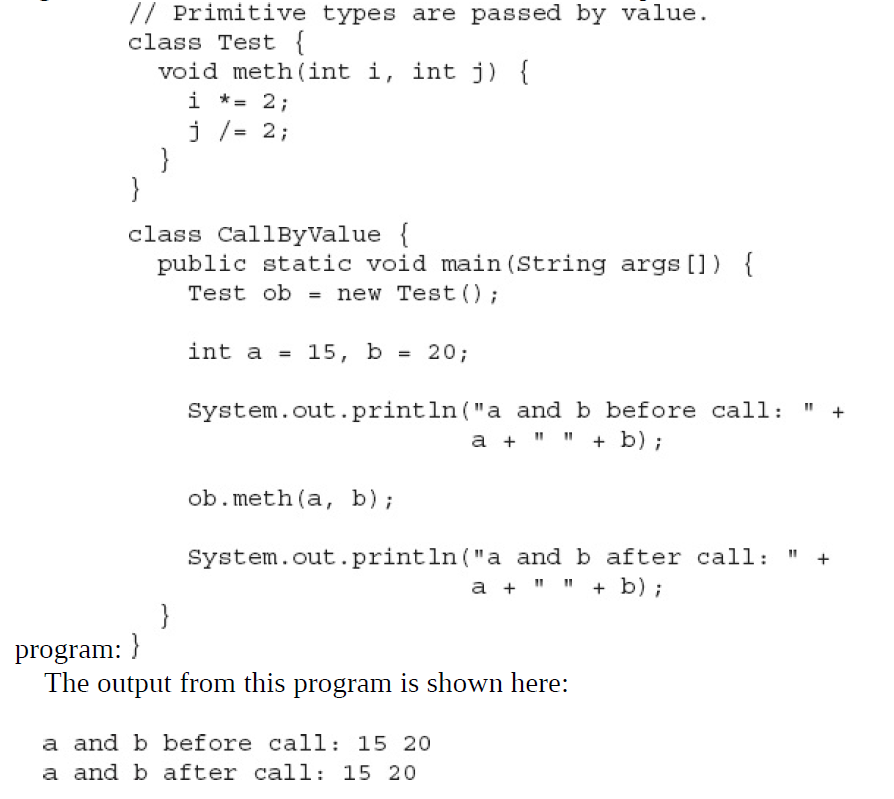 // Primitive types are passed by value.
class Test {
  void meth(int i, int j) {
    i *= 2;
    j /= 2;
  }
}
class CallByValue {
  public static void main(String args[]) {
    Test ob = new Test();
    int a = 15, b = 20;
    System.out.println("a and b before call: " +
                       a + " " + b);
    ob.meth(a, b);
    System.out.println("a and b after call: " +
                       a + " " + b);
  }
program: }
The output from this program is shown here:
a and b before call: 15 20
a and b after call: 15 20